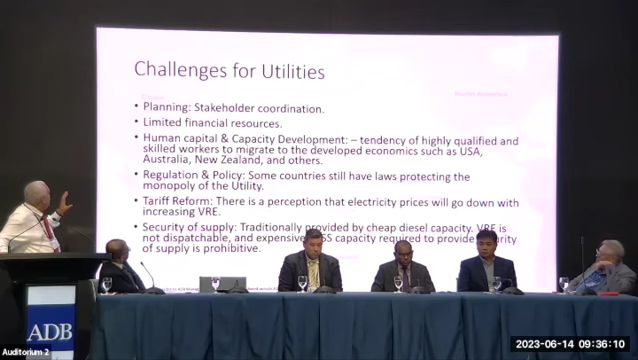 Challenges for Utilities
• Planning: Stakeholder coordination.
• Limited financial resources.
• Human capital & Capacity Development: – tendency of highly qualified and
skilled workers to migrate to the developed economics such as USA,
Australia, New Zealand, and others.
• Regulation & Policy: Some countries still have laws protecting the
monopoly of the Utility.
• Tariff Reform: There is a perception that electricity prices will go down with
increasing VRE.
• Security of supply: Traditionally provided by cheap diesel capacity. VRE is
not dispatchable, and expensive capacity required to provide
of supply is prohibitive.
ADB
Auditorium 2
2023-06-14 09:36:10